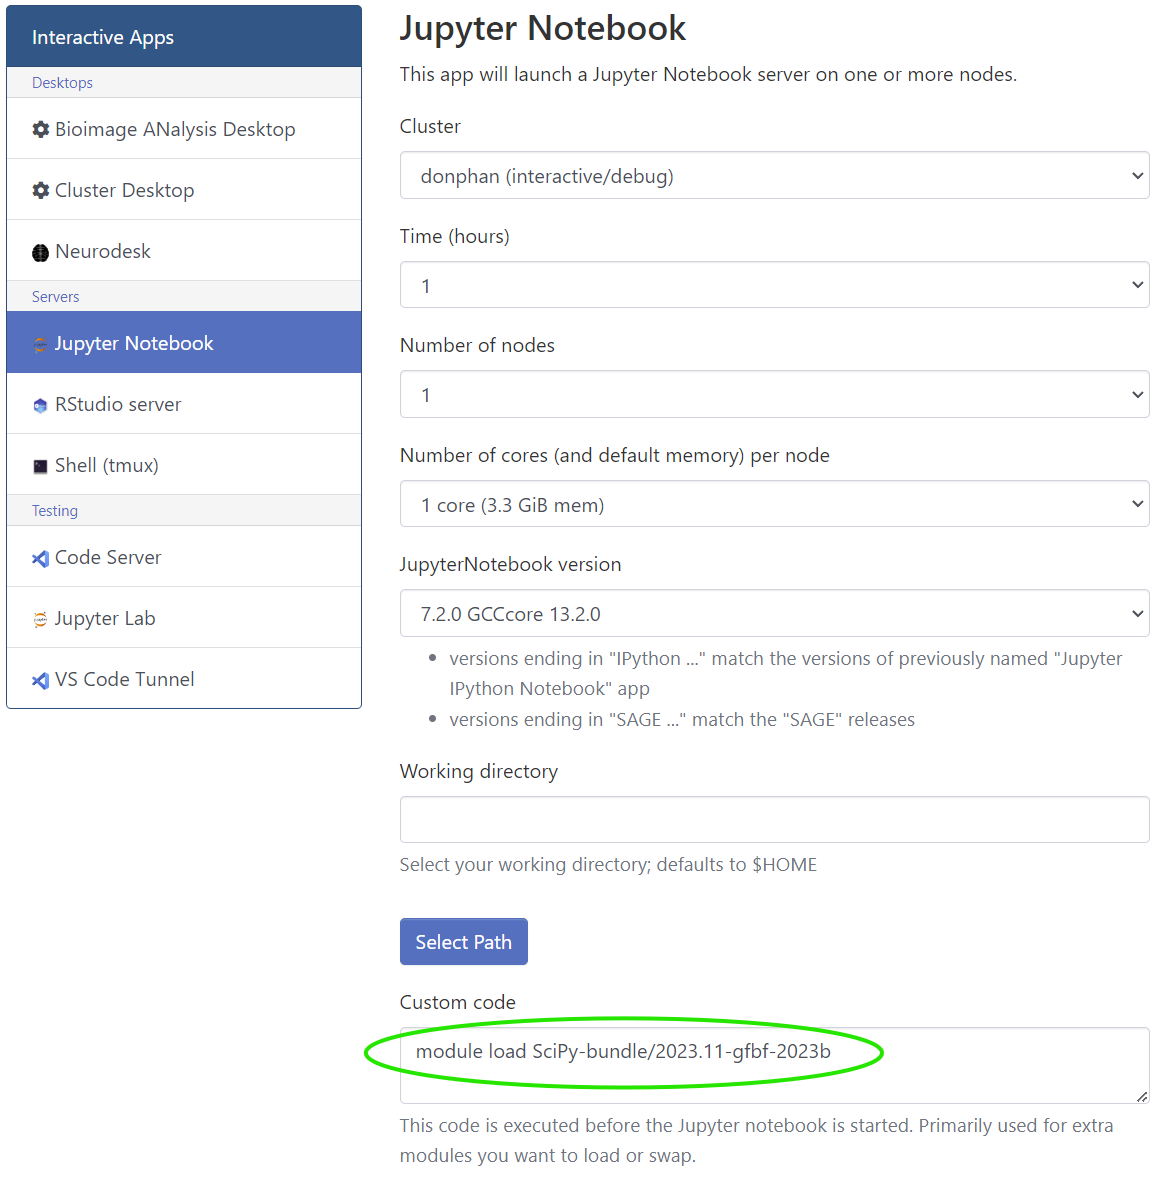 Interactive Apps
Desktops
Bioimage ANalysis Desktop
Cluster Desktop
Neurodesk
Servers
Jupyter Notebook
RStudio server
Shell (tmux)
Testing
Code Server
Jupyter Lab
VS Code Tunnel
Jupyter Notebook
This app will launch a Jupyter Notebook server on one or more nodes.
Cluster
donphan (interactive/debug)
Time (hours)
1
Number of nodes
1
Number of cores (and default memory) per node
1 core (3.3 GiB mem)
JupyterNotebook version
7.2.0 GCCcore 13.2.0
versions ending in "IPython ..." match the versions of previously named "Jupyter
IPython Notebook" app
versions ending in "SAGE ..." match the "SAGE" releases
Working directory
Select your working directory; defaults to $HOME
Select Path
Custom code
module load SciPy-bundle/2023.11-gfbf-2023b
This code is executed before the Jupyter notebook is started. Primarily used for extra
modules you want to load or swap.